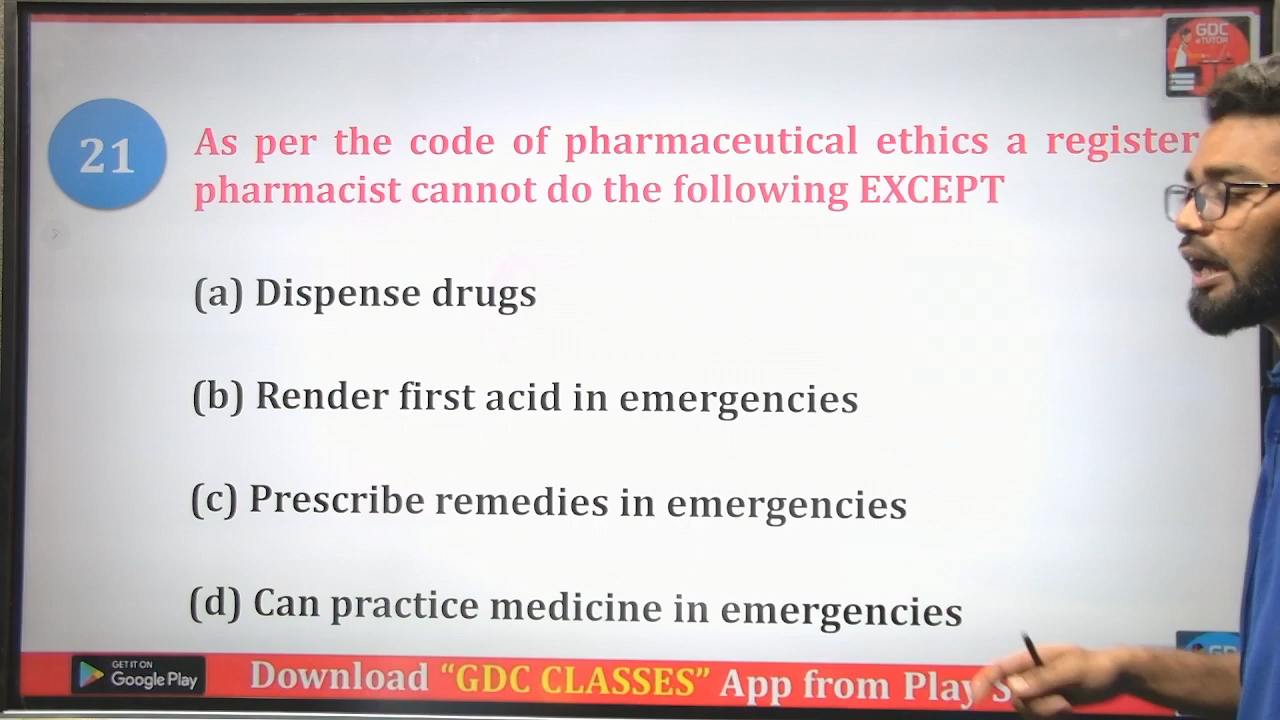 GDC
eTUTOR
21
As per the code of pharmaceutical ethics a register
pharmacist cannot do the following EXCEPT
(a) Dispense drugs
(b) Render first acid in emergencies
(c) Prescribe remedies in emergencies
(d) Can practice medicine in emergencies
GET IT ON
Google Play
Download “GDC CLASSES” App from Play S